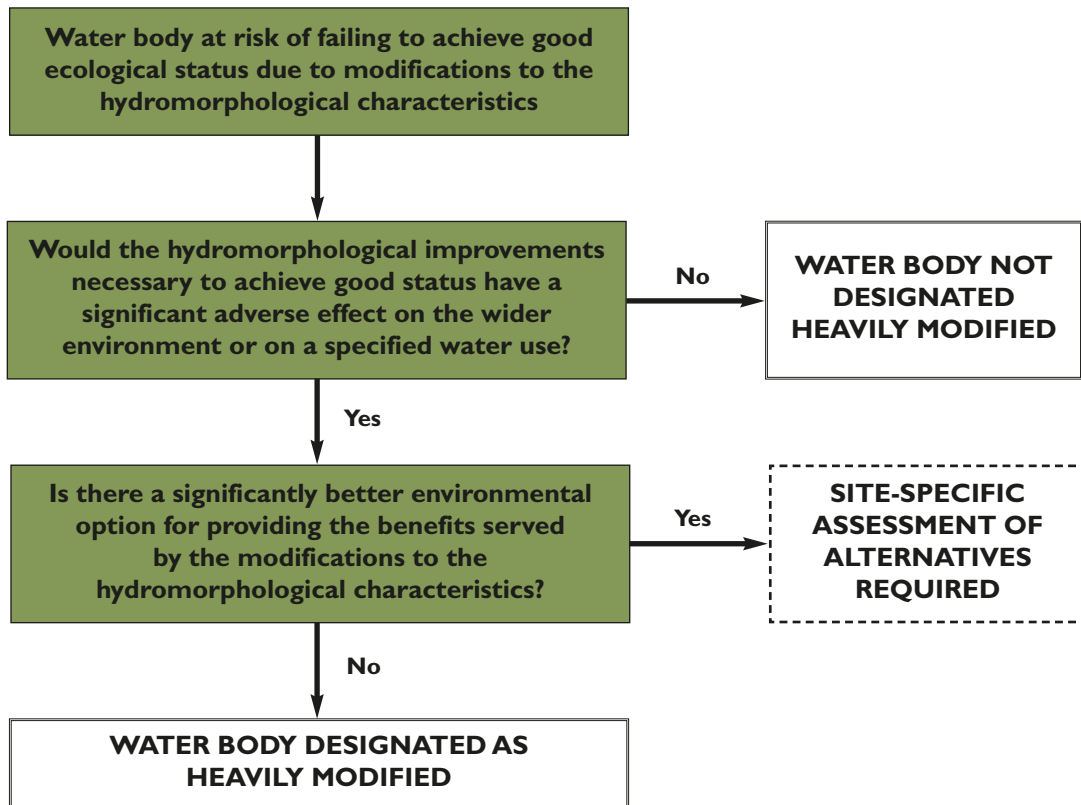 Water body at risk of failing to achieve good
ecological status due to modifications to the
hydromorphological characteristics
Would the hydromorphological improvements
necessary to achieve good status have a
significant adverse effect on the wider
environment or on a specified water use?
No
WATER BODY NOT
DESIGNATED
HEAVILY MODIFIED
Yes
Is there a significantly better environmental
option for providing the benefits served
by the modifications to the
hydromorphological characteristics?
Yes
SITE-SPECIFIC
ASSESSMENT OF
ALTERNATIVES
REQUIRED
No
WATER BODY DESIGNATED AS
HEAVILY MODIFIED